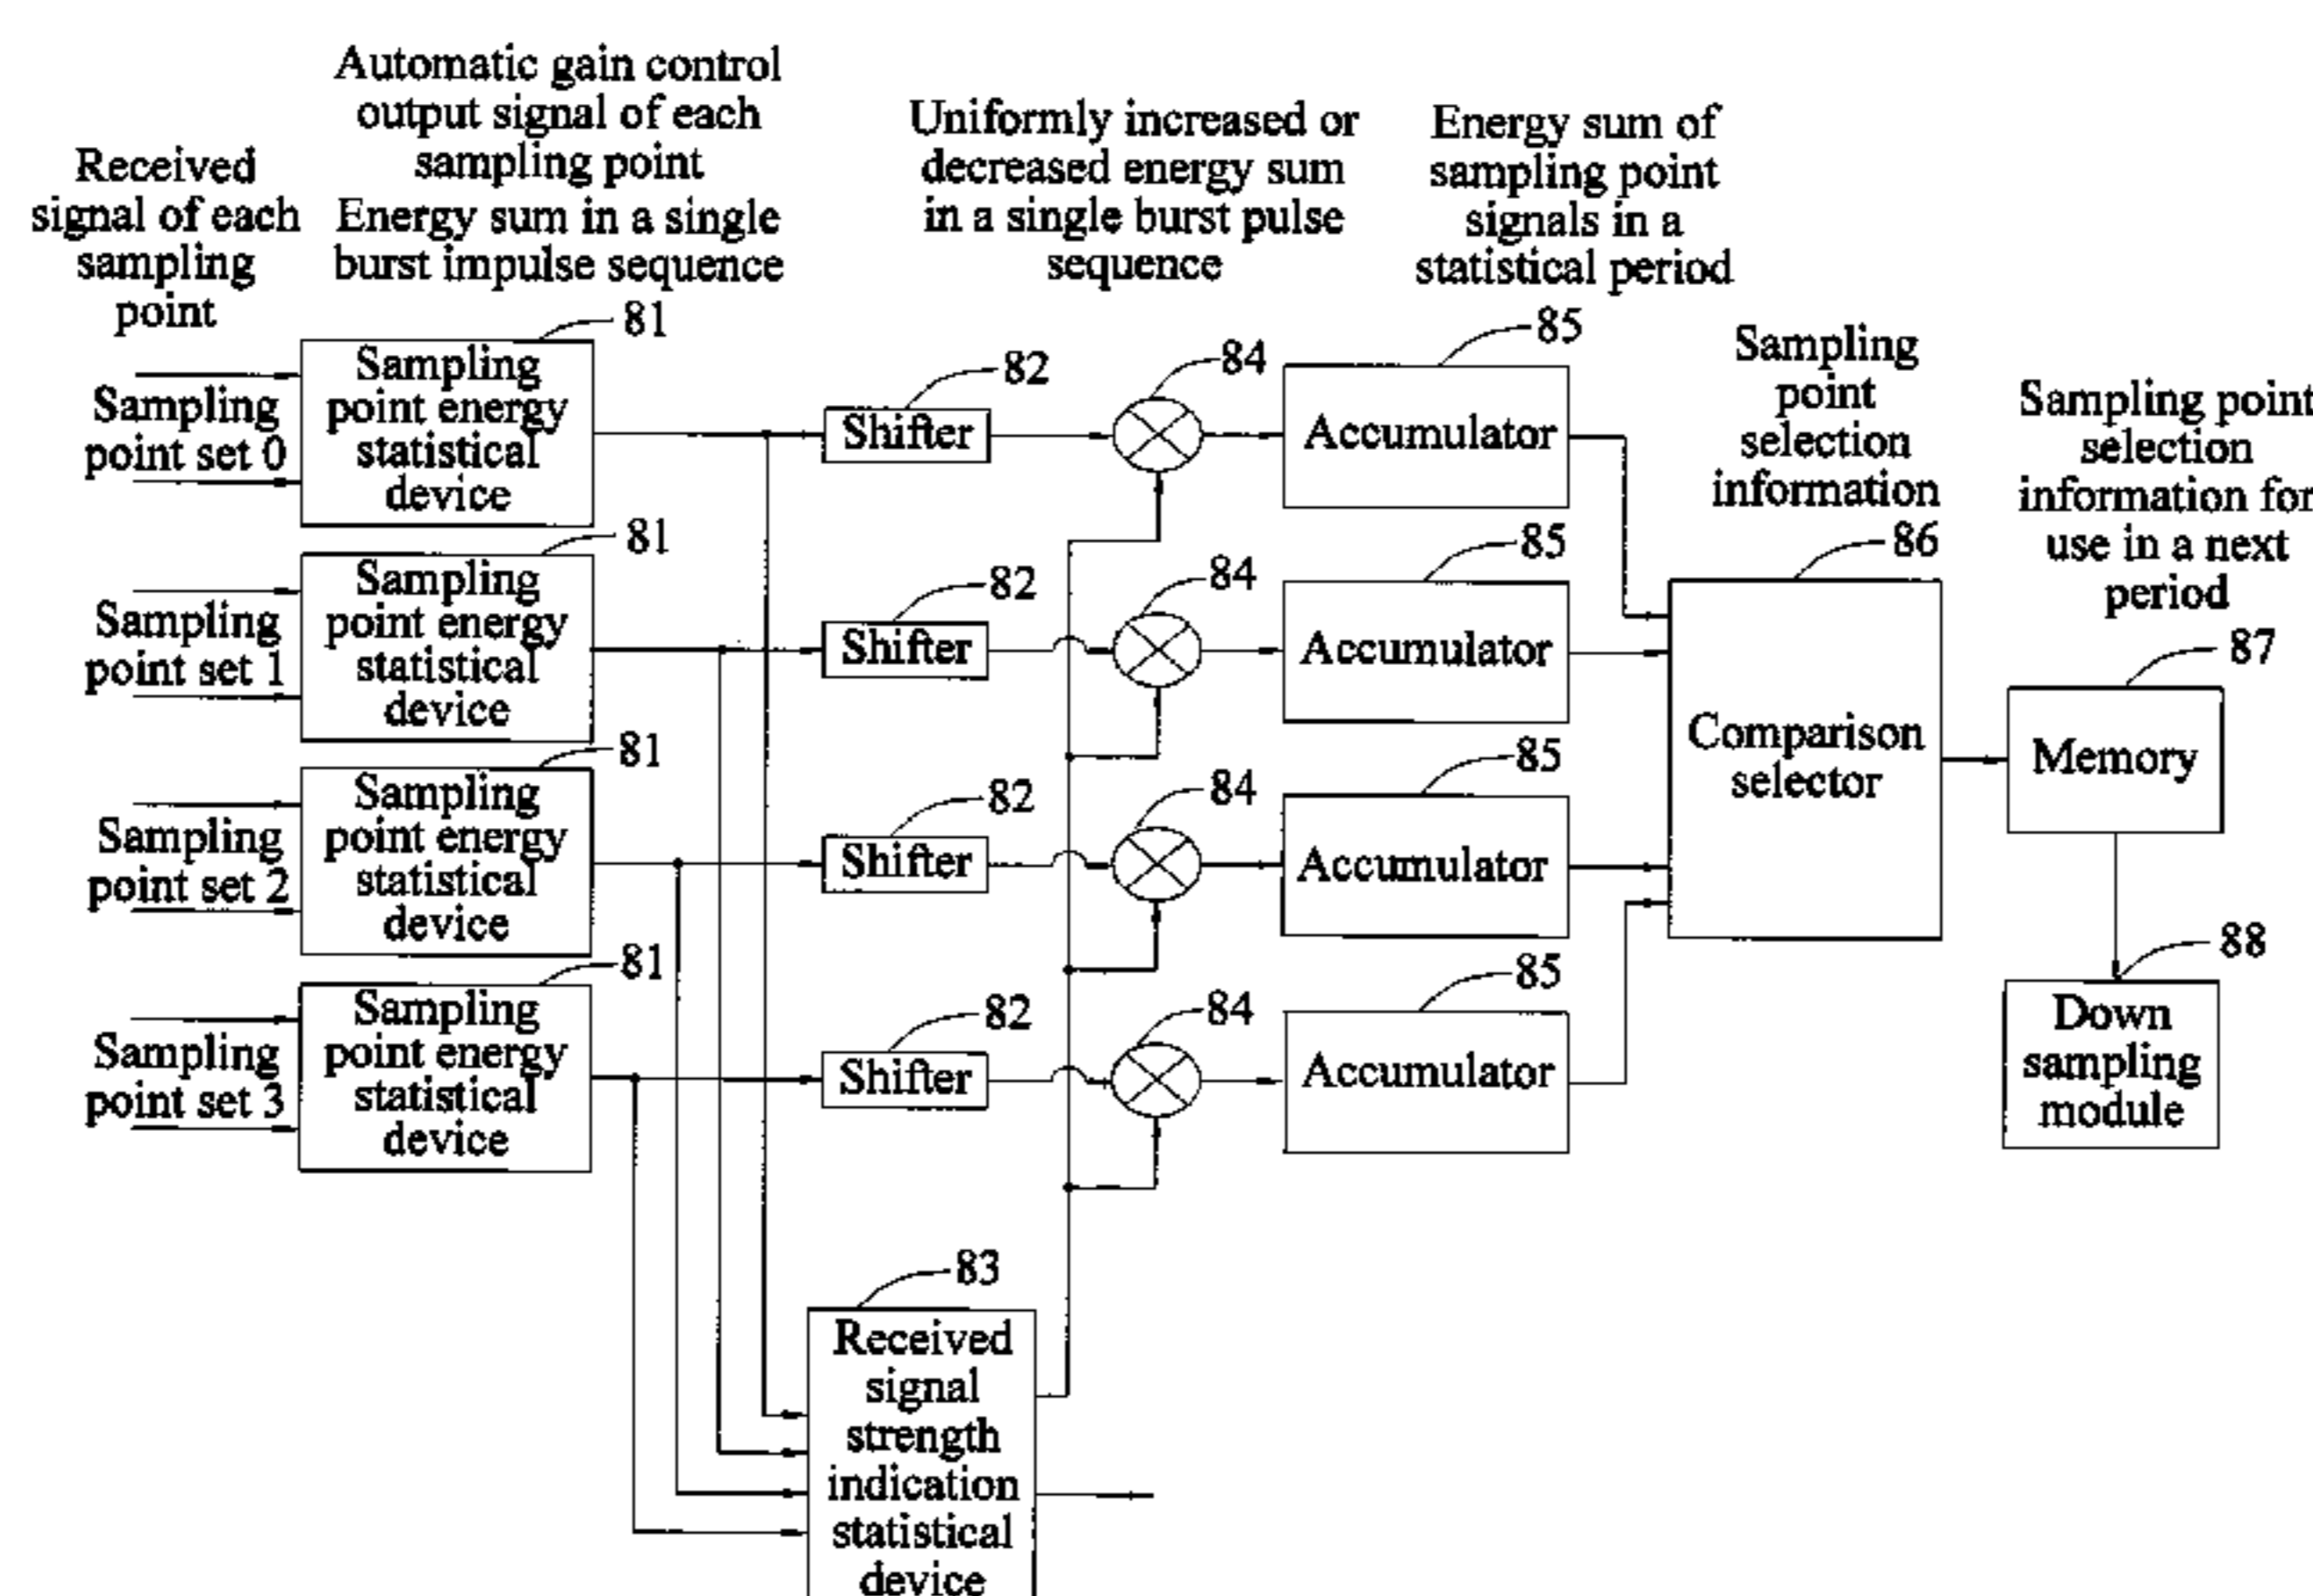 Automatic gain control
output signal of each
sampling point
Energy sum in a single
burst impulse sequence
Received
signal of each
sampling
point
Uniformly increased or
decreased energy sum
in a single burst pulse
sequence
Energy sum of
sampling point
signals in a
statistical period
Sampling
point
selection
information
Sampling point
selection
information for
use in a next
period
Sampling
point set 0
81
Sampling
point energy
statistical
device
82
Shifter
84
85
Accumulator
Sampling
point set 1
81
Sampling
point energy
statistical
device
82
Shifter
84
85
Accumulator
Sampling
point set 2
81
Sampling
point energy
statistical
device
82
Shifter
84
85
Accumulator
Sampling
point set 3
81
Sampling
point energy
statistical
device
82
Shifter
84
85
Accumulator
86
Comparison
selector
87
Memory
88
Down
sampling
module
83
Received
signal
strength
indication
statistical
device